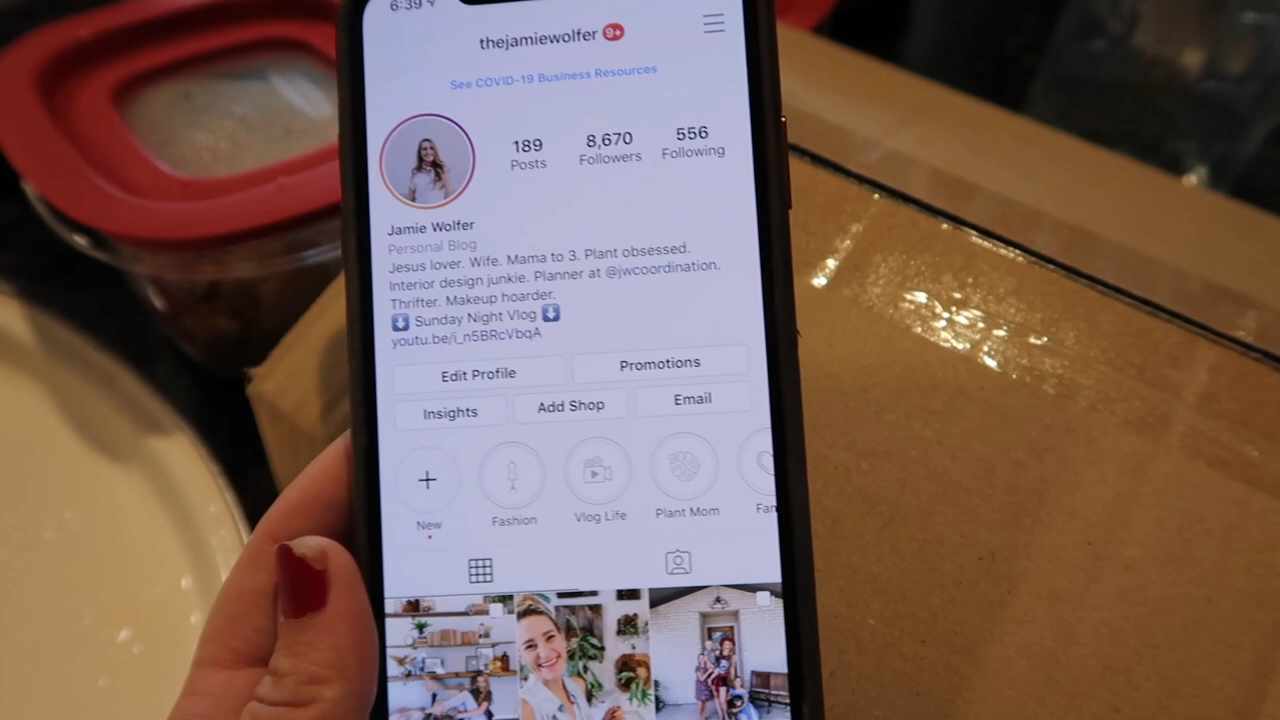 6:39
thejamiewolfer 9+
See COVID-19 Business Resources
189 8,670 556
Posts Followers Following
Jamie Wolfer
Personal Blog
Jesus lover. Wife. Mama to 3. Plant obsessed.
Interior design junkie. Planner at @jwcoordination.
Thrifter. Makeup hoarder.
⬇️ Sunday Night Vlog ⬇️
youtu.be/i_n5BRcVbqA
Edit Profile Promotions
Insights Add Shop Email
New Fashion Vlog Life Plant Mom Fam